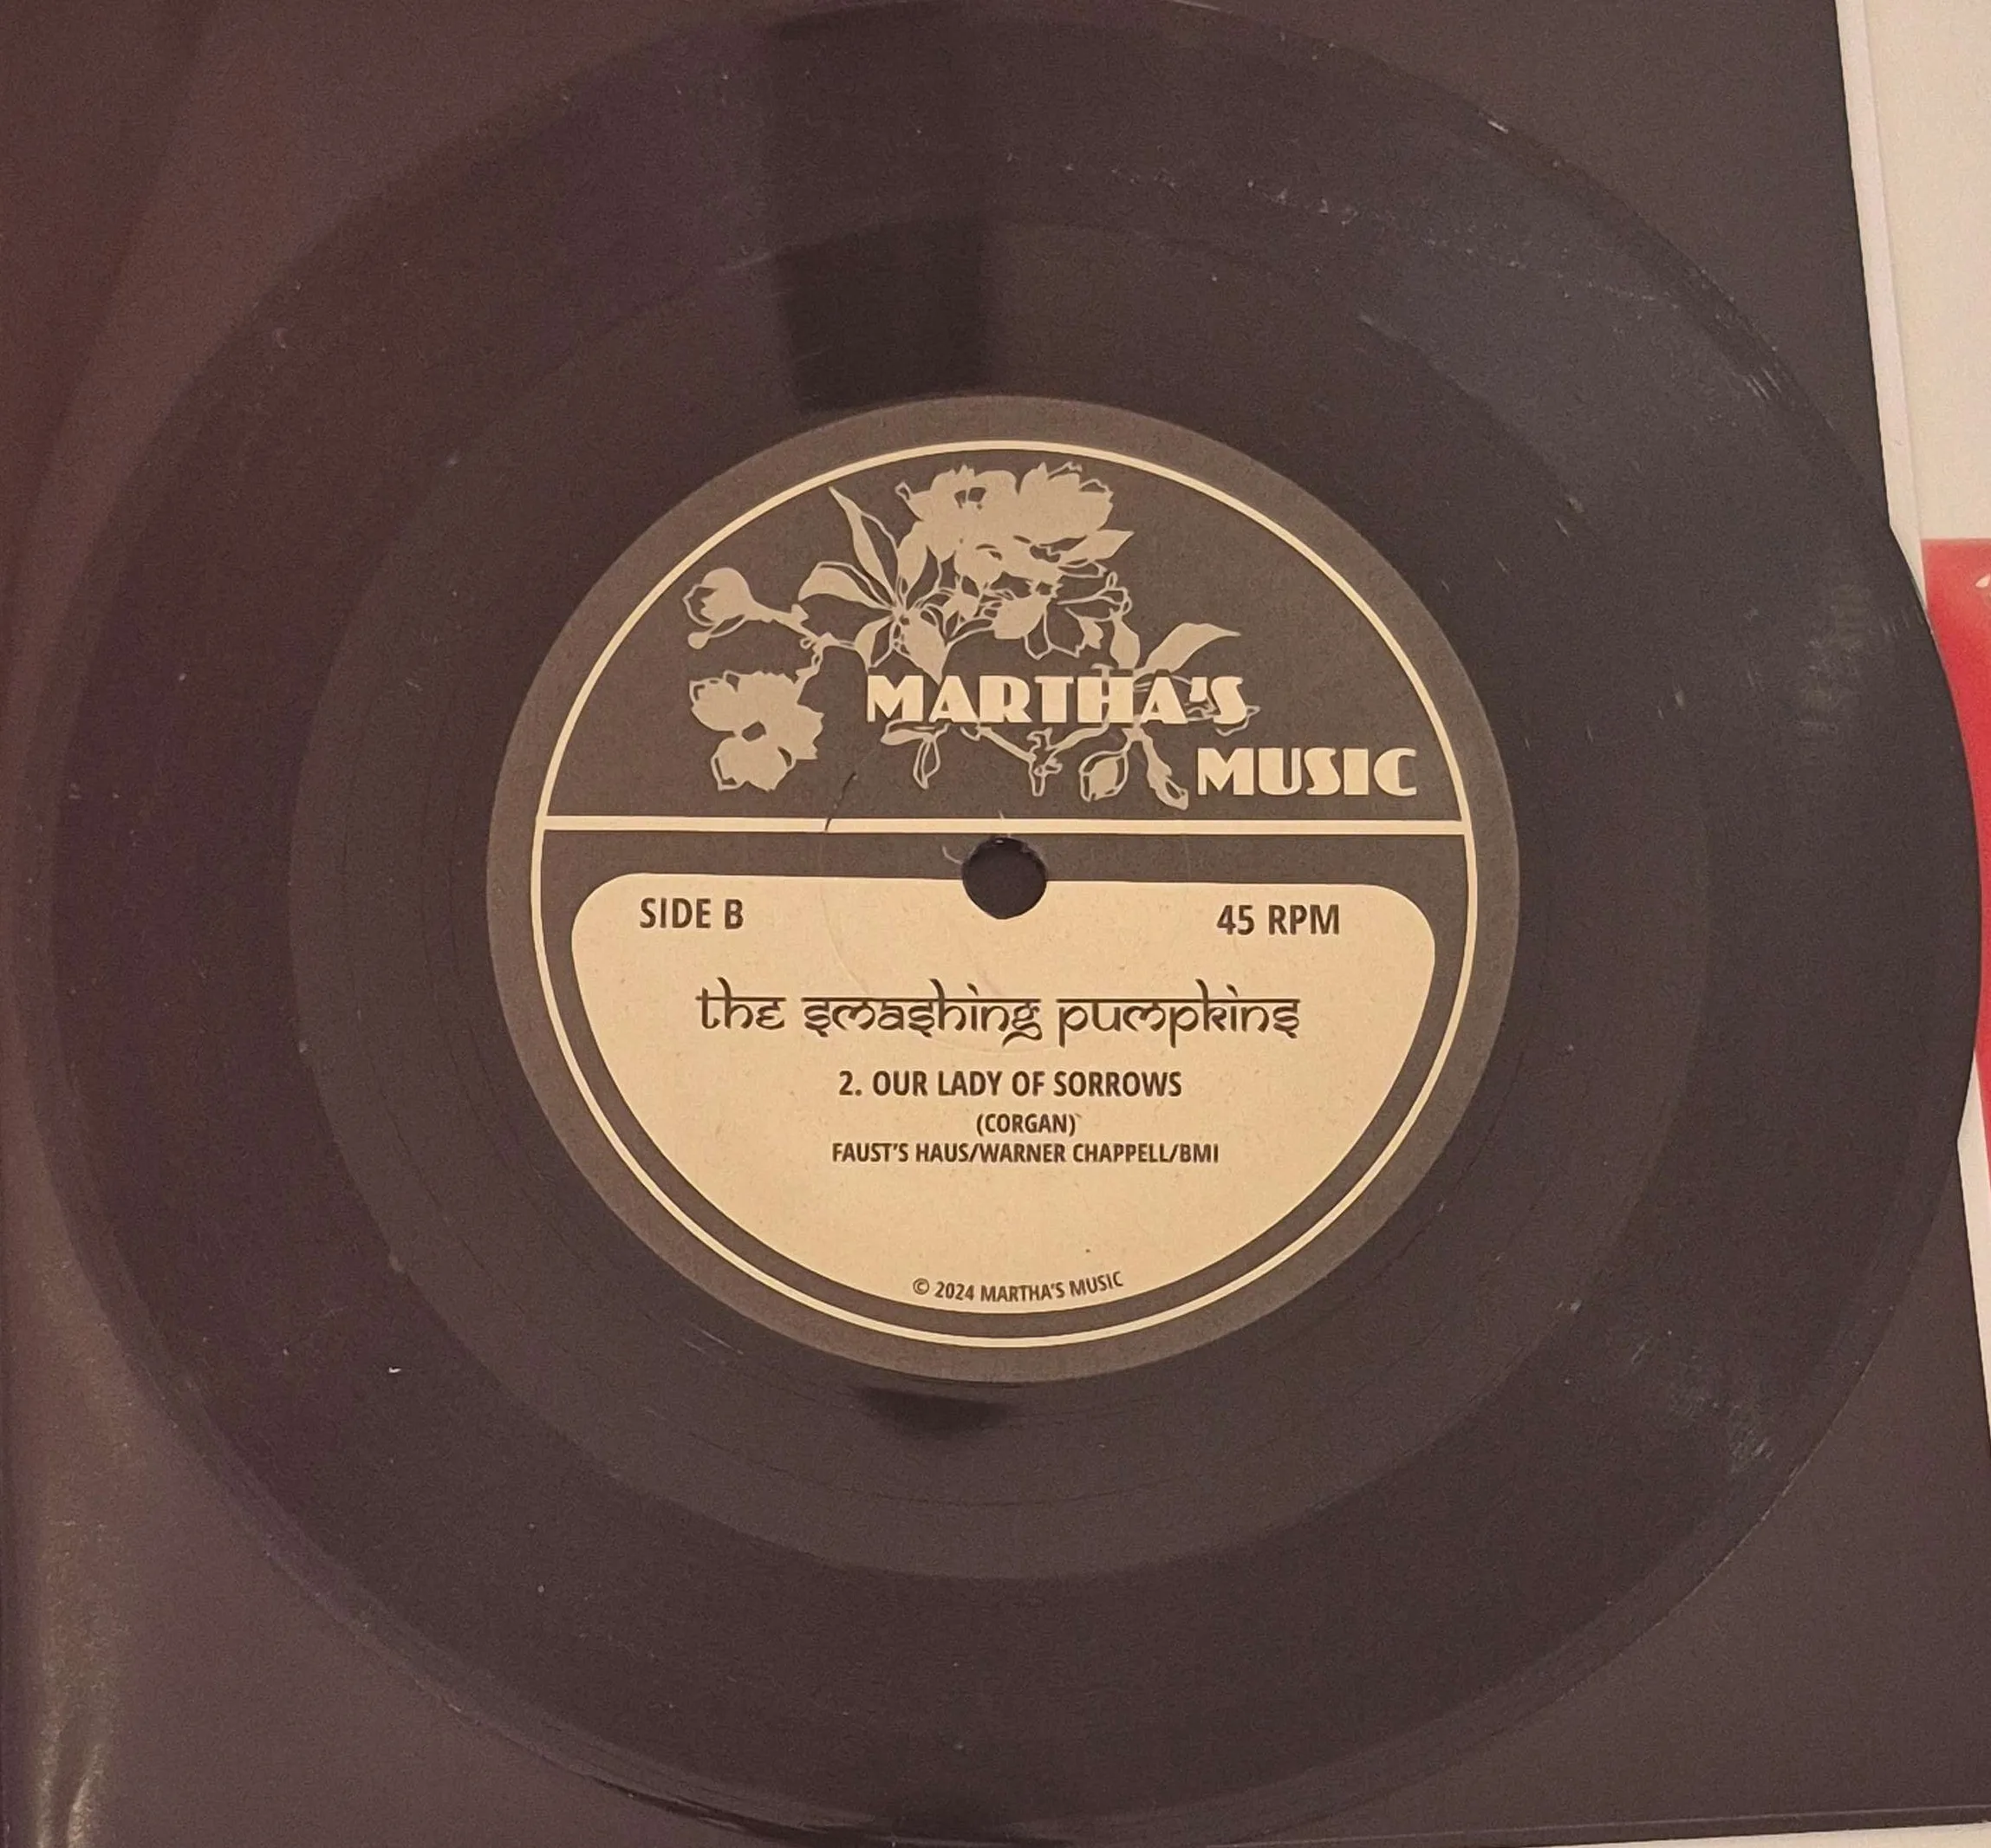 MARTHA'S
MUSIC
SIDE B 45 RPM
the smashing pumpkins
2. OUR LADY OF SORROWS
(CORGAN)
FAUST'S HAUS/WARNER CHAPPELL/BMI
© 2024 MARTHA'S MUSIC